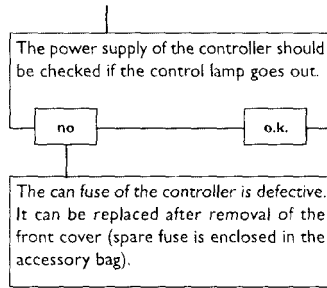 The power supply of the controller should
be checked if the control lamp goes out.
no
o.k.
The can fuse of the controller is defective.
It can be replaced after removal of the
front cover (spare fuse is enclosed in the
accessory bag).